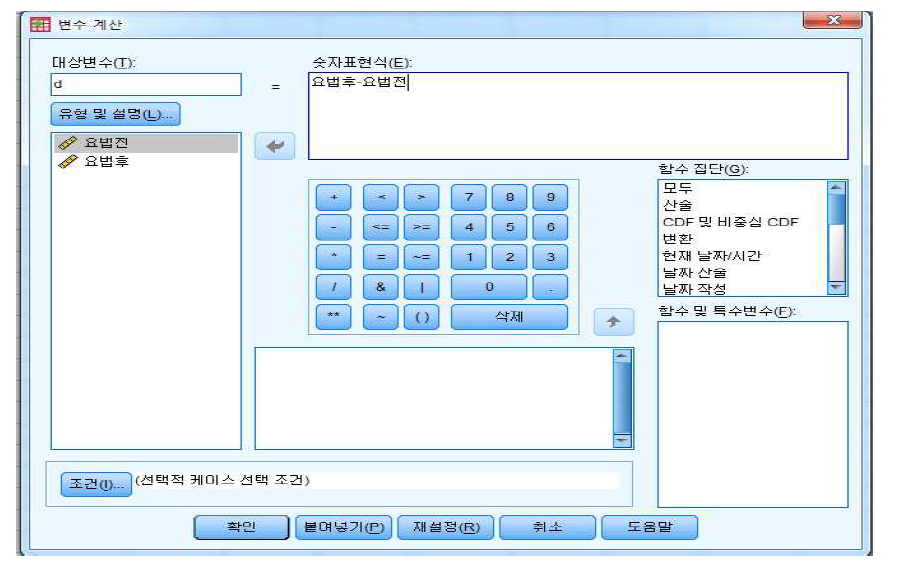 변수 계산
대상변수(T):
d
=
숫자표현식(E):
요법후-요법전
유형 및 설명(L)...
요법전
요법후
+ < > 7 8 9
- <= >= 4 5 6
* = ~= 1 2 3
/ & | 0 .
** ~ ( ) 삭제
함수 집단(G):
모두
산술
CDF 및 비중심 CDF
변환
현재 날짜/시간
날짜 산술
날짜 작성
함수 및 특수변수(F):
조건(I)... (선택적 케이스 선택 조건)
확인 붙여넣기(P) 재설정(R) 취소 도움말